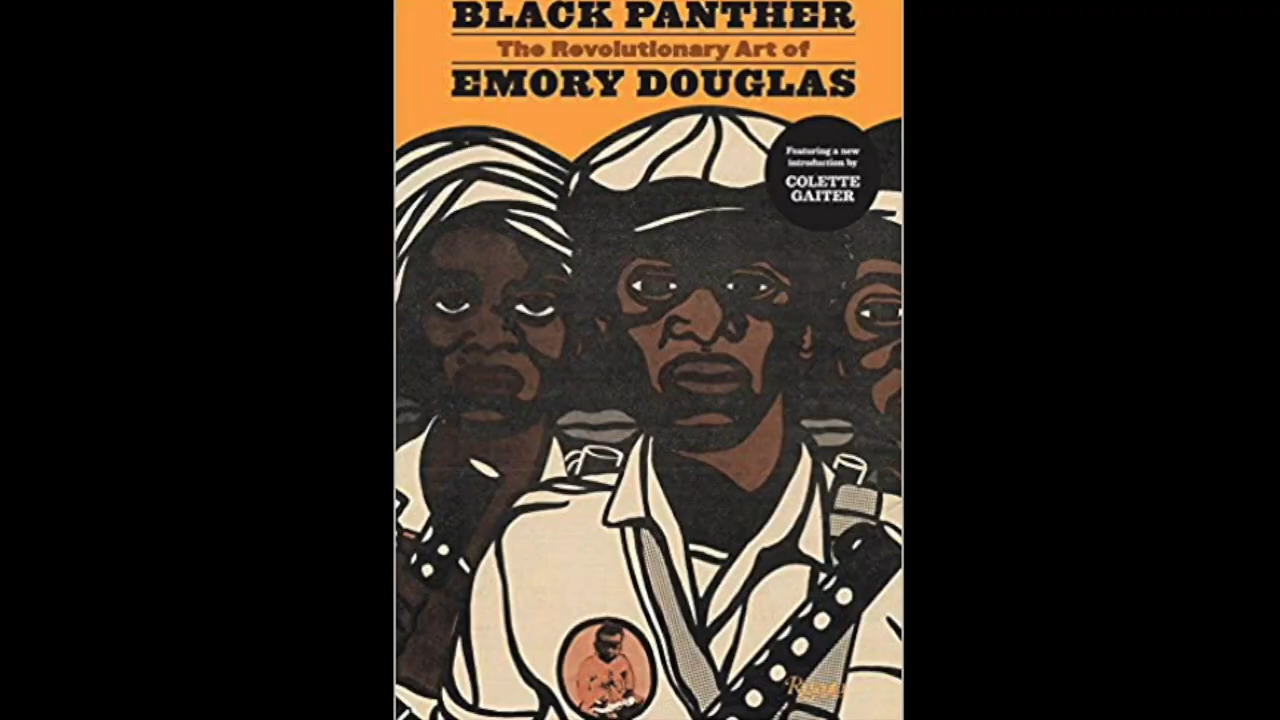 BLACK PANTHER
The Revolutionary Art of
EMORY DOUGLAS
Featuring a new
introduction by
COLETTE
GAITER